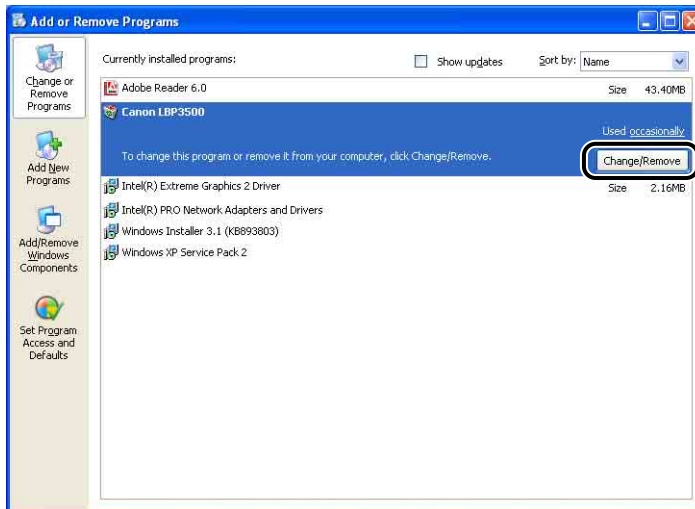 Add or Remove Programs
Change or
Remove
Programs
Add New
Programs
Add/Remove
Windows
Components
Set Program
Access and
Defaults
Currently installed programs:
Show updates
Sort by: Name
Adobe Reader 6.0 Size 43.40MB
Canon LBP3500
Used occasionally
To change this program or remove it from your computer, click Change/Remove. Change/Remove
Intel(R) Extreme Graphics 2 Driver Size 2.16MB
Intel(R) PRO Network Adapters and Drivers
Windows Installer 3.1 (KB893803)
Windows XP Service Pack 2